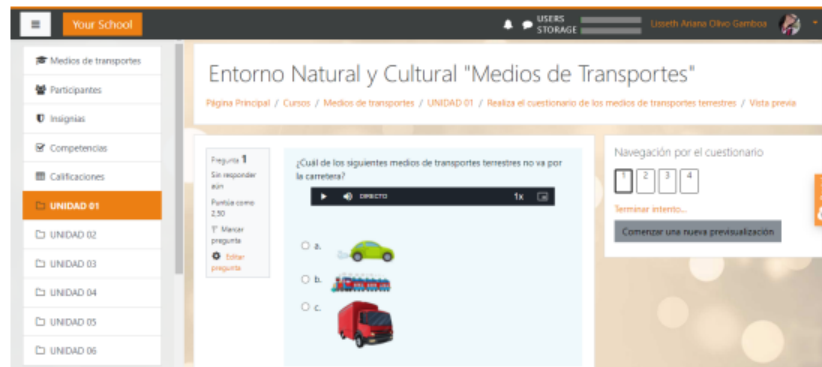 Your School
USERS
STORAGE
Lisseth Ariana Olivo Gamboa
Medios de transportes
Participantes
Insignias
Competencias
Calificaciones
UNIDAD 01
UNIDAD 02
UNIDAD 03
UNIDAD 04
UNIDAD 05
UNIDAD 06
Entorno Natural y Cultural "Medios de Transportes"
Página Principal / Cursos / Medios de transportes / UNIDAD 01 / Realiza el cuestionario de los medios de transportes terrestres / Vista previa
Pregunta 1
Sin responder
aún
Puntúa como
2,50
Marcar
pregunta
Editar
pregunta
¿Cuál de los siguientes medios de transportes terrestres no va por
la carretera?
DIRECTO 1x
a.
b.
c.
Navegación por el cuestionario
1 2 3 4
Terminar intento...
Comenzar una nueva previsualización